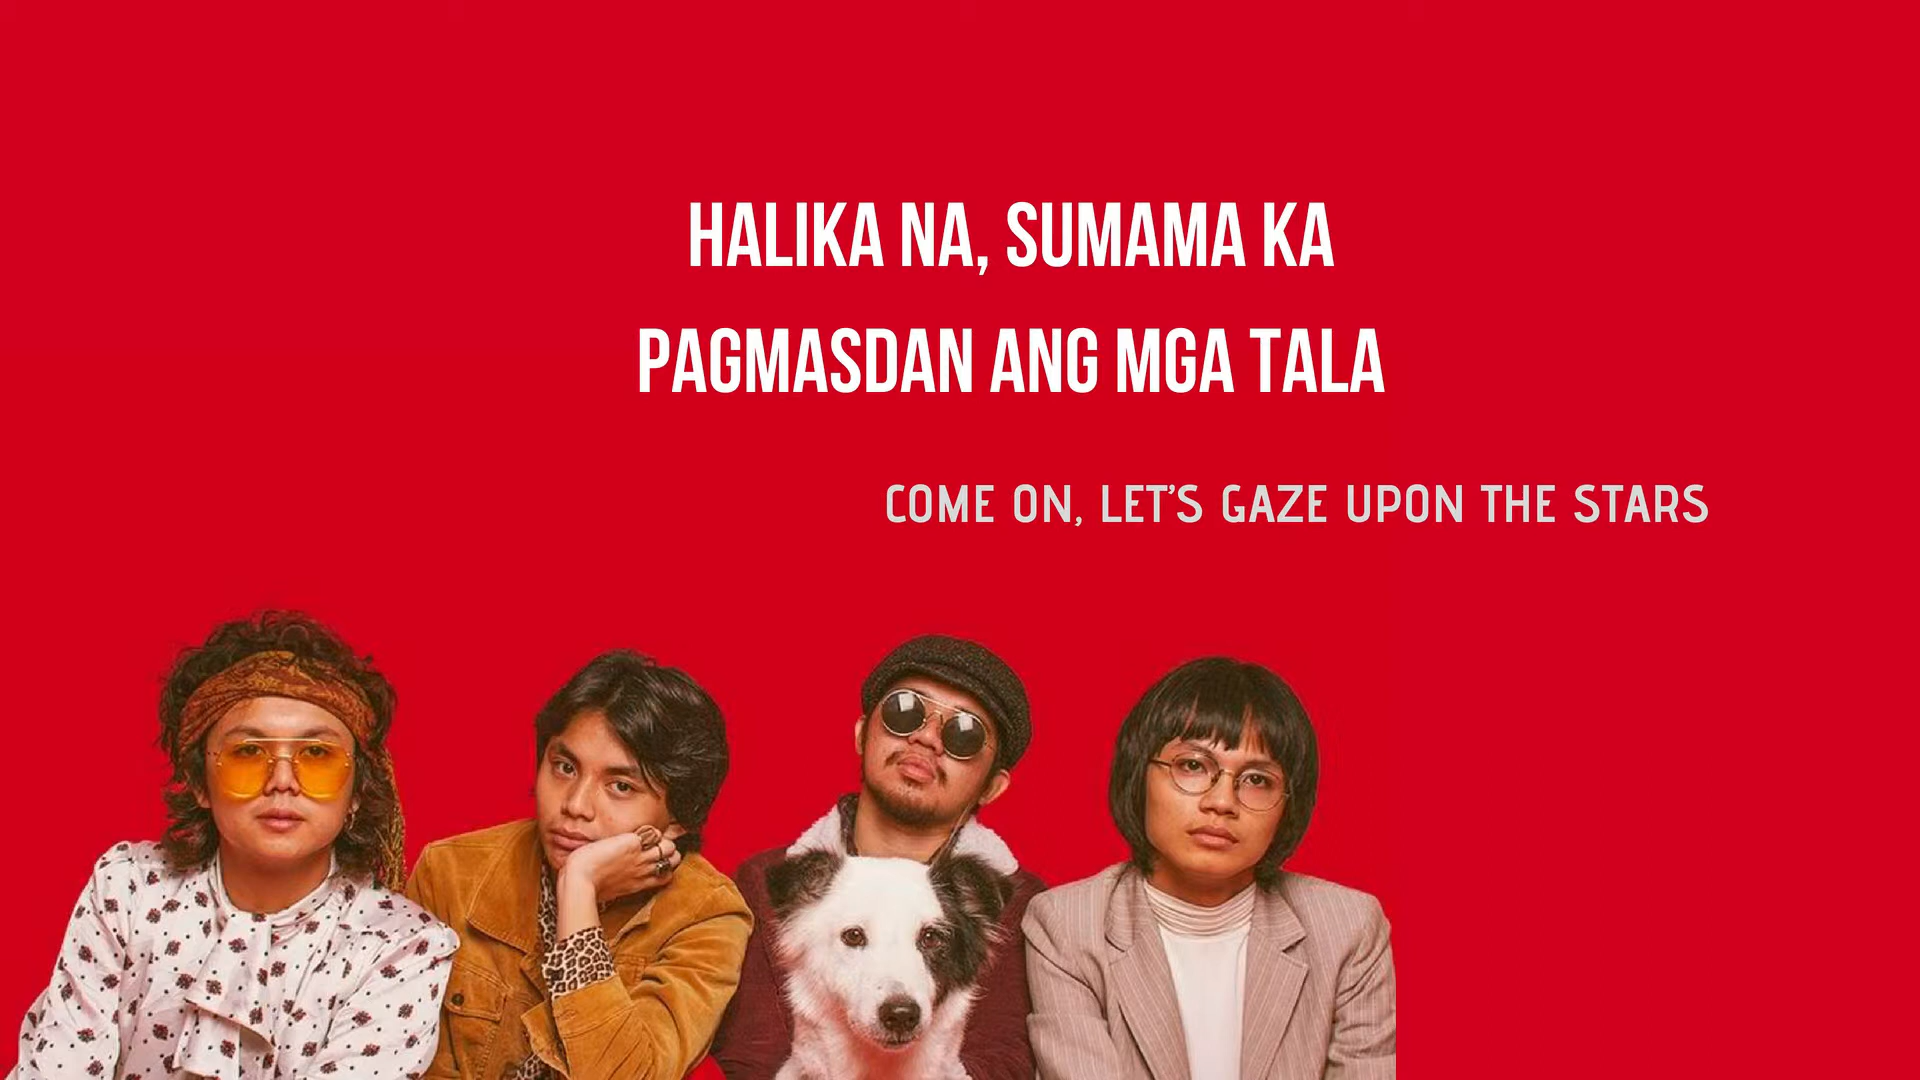 HALIKA NA, SUMAMA KA
PAGMASDAN ANG MGA TALA
COME ON, LET'S GAZE UPON THE STARS